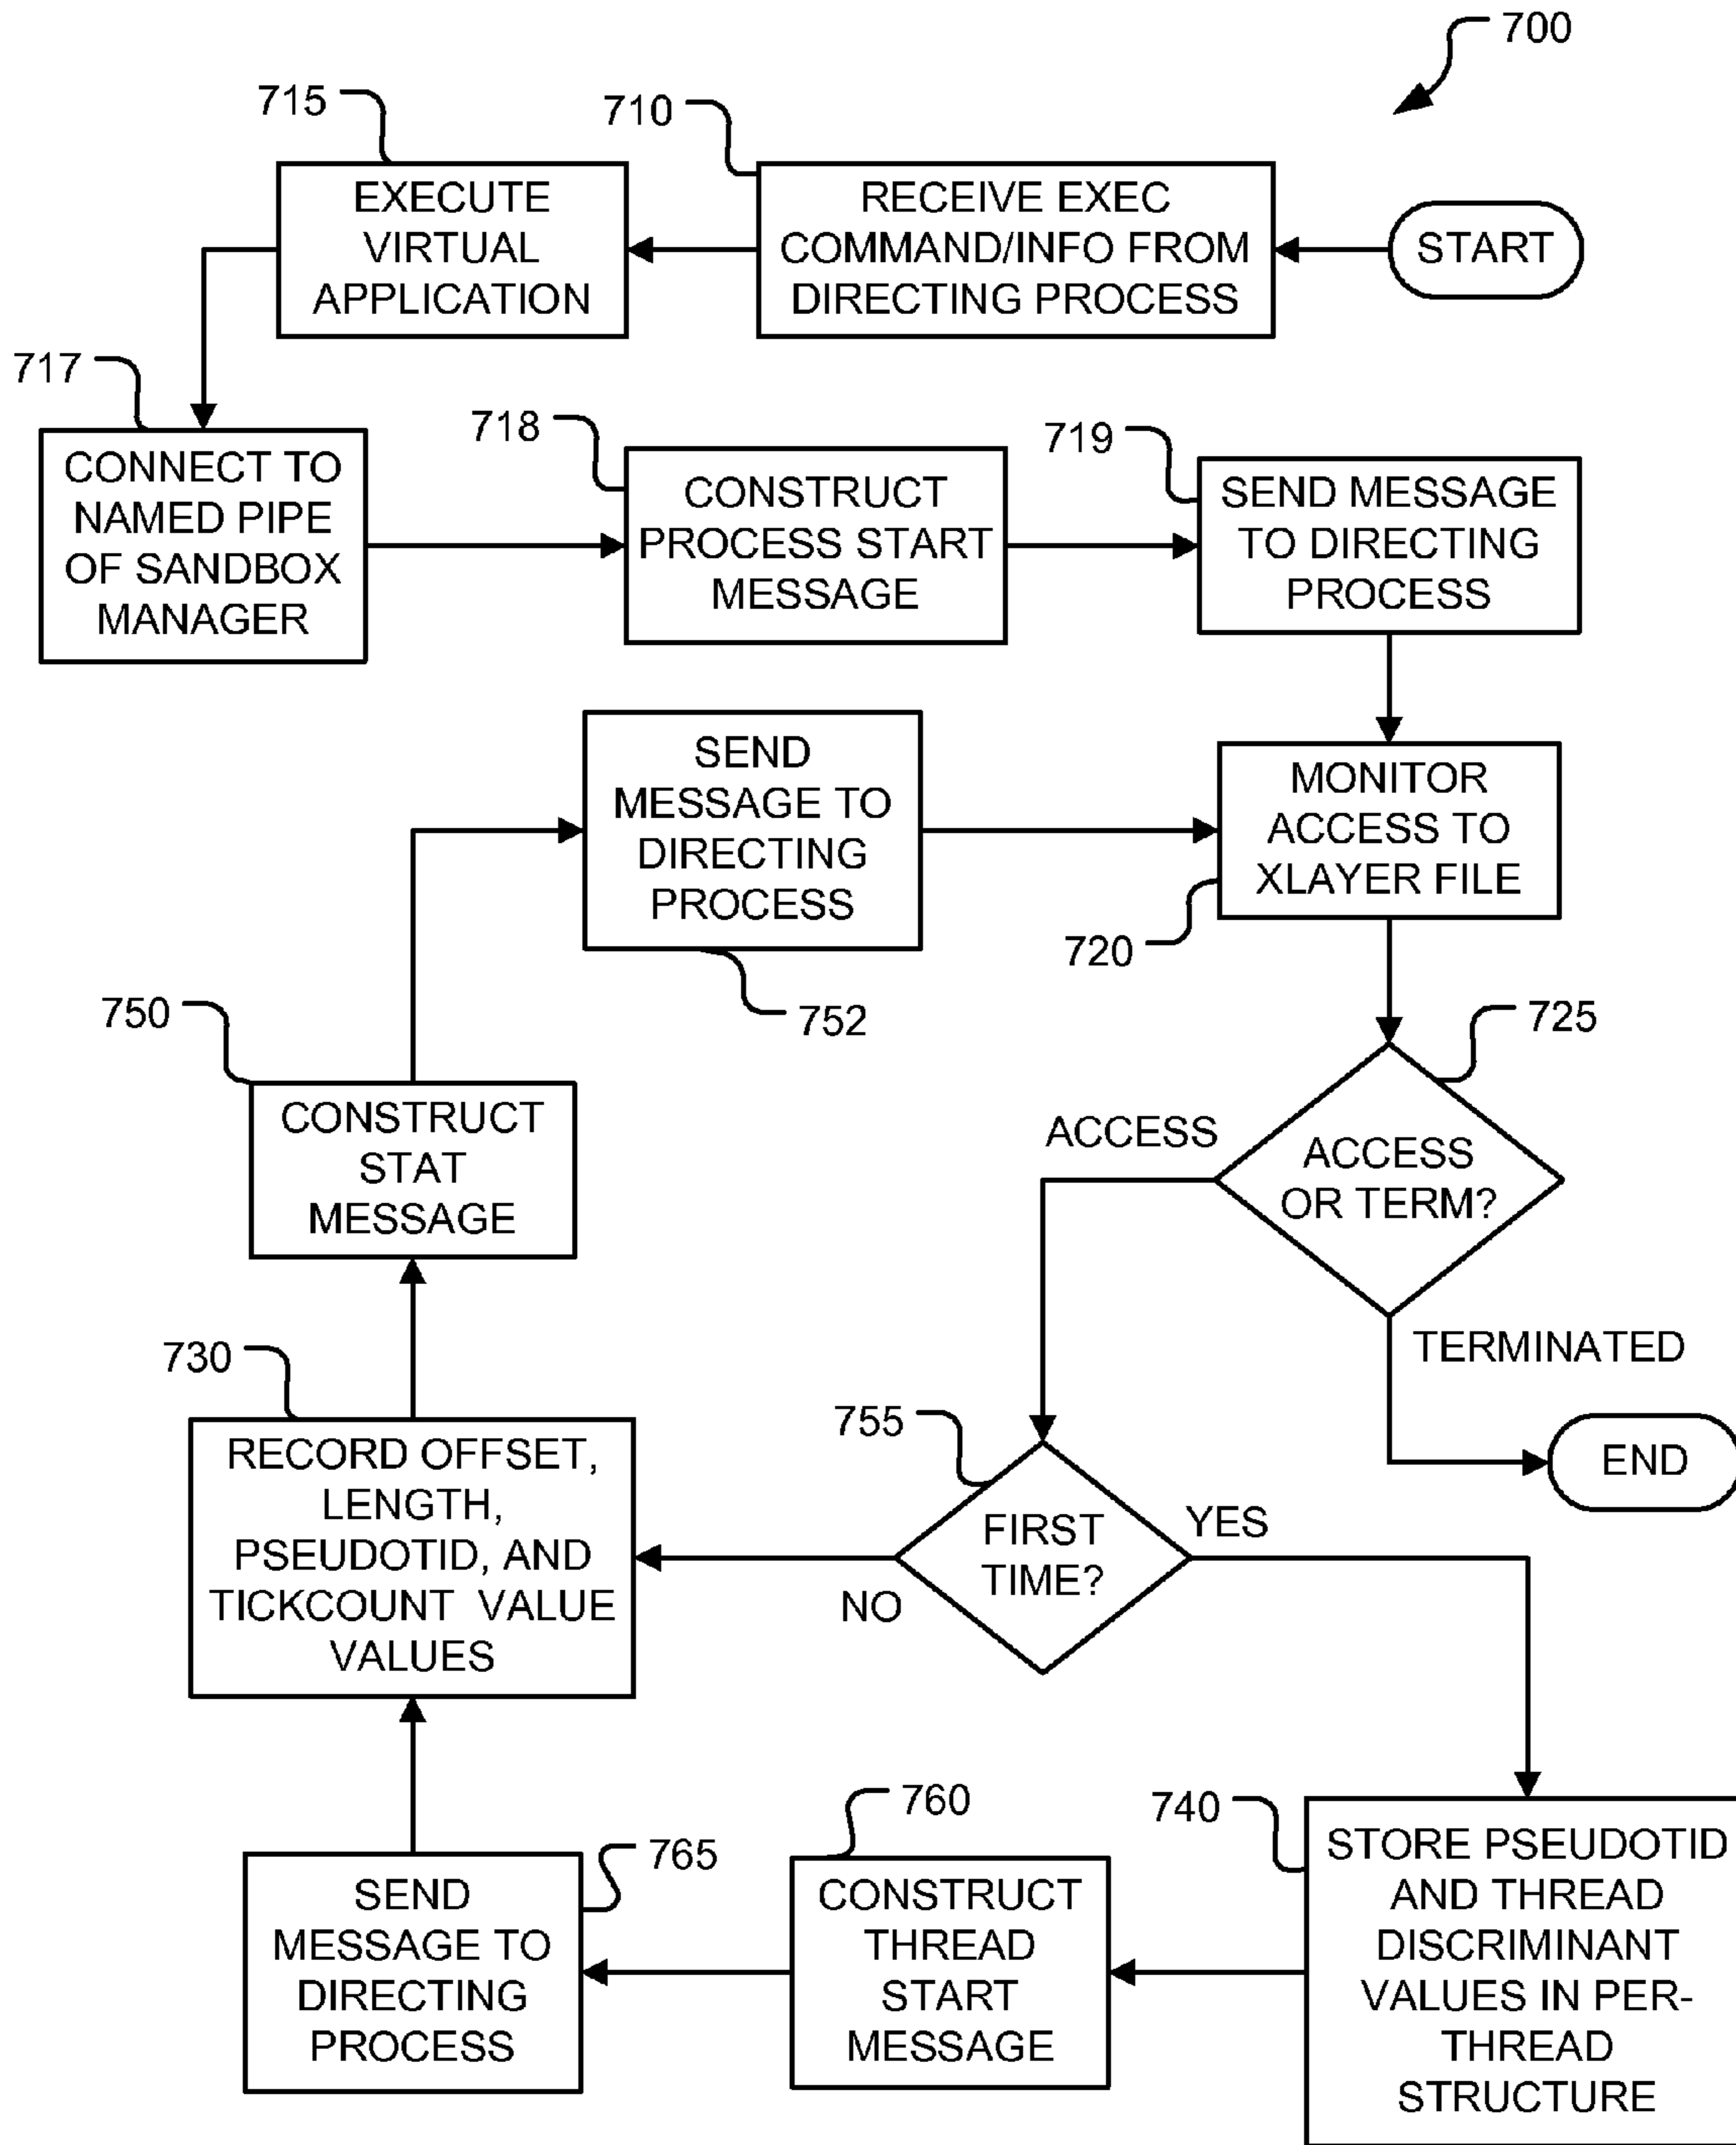 700
715
710
EXECUTE
VIRTUAL
APPLICATION
RECEIVE EXEC
COMMAND/INFO FROM
DIRECTING PROCESS
START
717
718
719
CONNECT TO
NAMED PIPE
OF SANDBOX
MANAGER
CONSTRUCT
PROCESS START
MESSAGE
SEND MESSAGE
TO DIRECTING
PROCESS
SEND
MESSAGE TO
DIRECTING
PROCESS
752
MONITOR
ACCESS TO
XLAYER FILE
720
725
750
CONSTRUCT
STAT
MESSAGE
ACCESS
ACCESS
OR TERM?
TERMINATED
END
730
RECORD OFFSET,
LENGTH,
PSEUDOTID, AND
TICKCOUNT VALUE
VALUES
755
FIRST
TIME?
YES
NO
765
SEND
MESSAGE TO
DIRECTING
PROCESS
760
CONSTRUCT
THREAD
START
MESSAGE
740
STORE PSEUDOTID
AND THREAD
DISCRIMINANT
VALUES IN PER-
THREAD
STRUCTURE